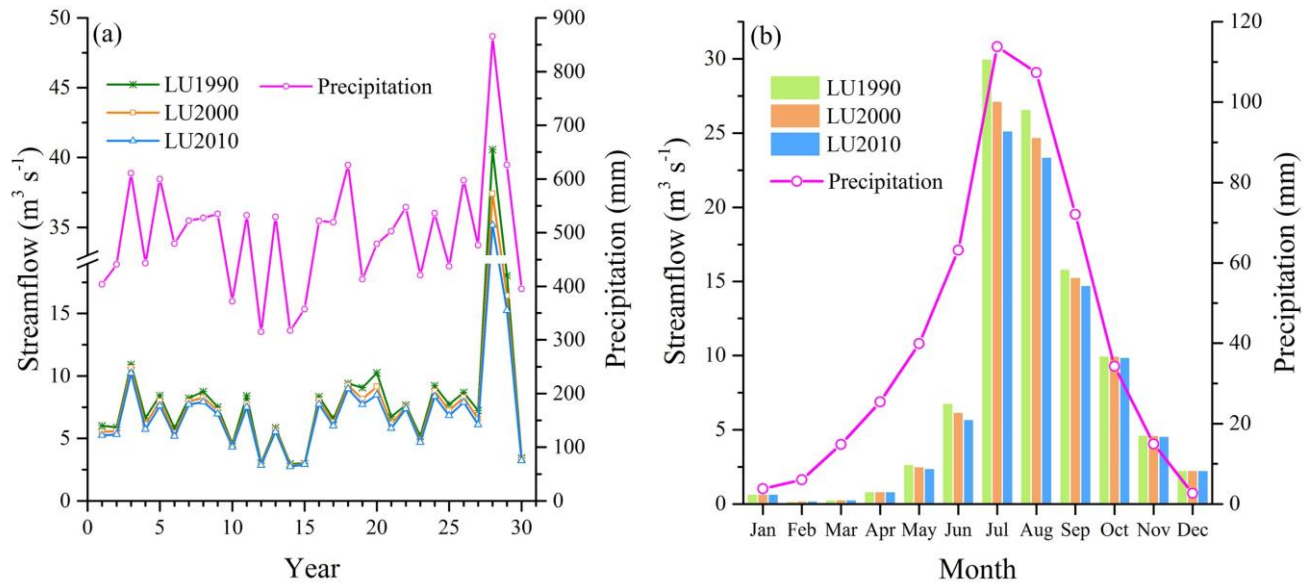 (a)
LU1990
LU2000
LU2010
Precipitation
Streamflow (m³ s⁻¹)
50
45
40
35
15
10
5
0
Precipitation (mm)
900
800
700
600
500
400
300
200
100
0
0 5 10 15 20 25 30
Year
(b)
LU1990
LU2000
LU2010
Precipitation
Streamflow (m³ s⁻¹)
30
25
20
15
10
5
0
Precipitation (mm)
120
100
80
60
40
20
0
Jan Feb Mar Apr May Jun Jul Aug Sep Oct Nov Dec
Month